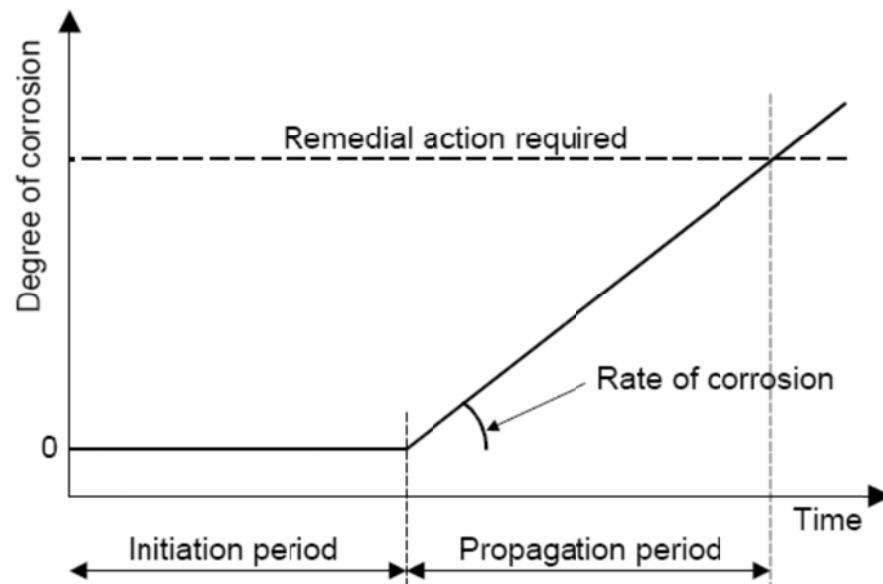 Degree of corrosion
Remedial action required
Rate of corrosion
0
Time
Initiation period
Propagation period